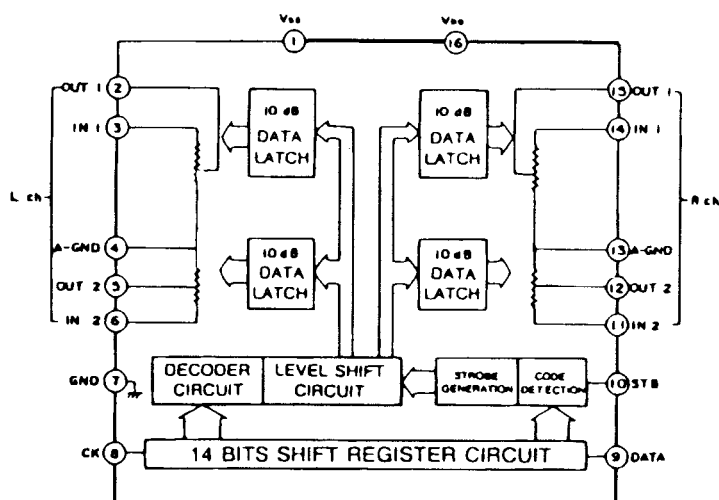 1
16
OUT 1
2
15
OUT 1
IN 1
3
14
IN 1
10 dB
DATA
LATCH
10 dB
DATA
LATCH
L ch
R ch
A-GND
4
13
A-GND
OUT 2
5
12
OUT 2
IN 2
6
11
IN 2
10 dB
DATA
LATCH
10 dB
DATA
LATCH
GND
7
DECODER
CIRCUIT
LEVEL SHIFT
CIRCUIT
STROBE
GENERATION
CODE
DETECTION
10
STB
CK
8
14 BITS SHIFT REGISTER CIRCUIT
9
DATA